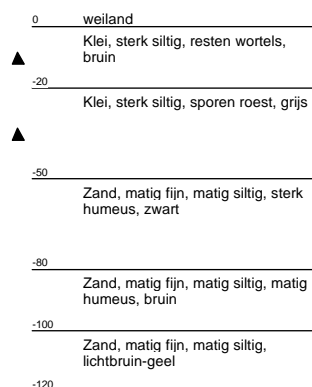 0 weiland
Klei, sterk siltig, resten wortels,
bruin
-20
Klei, sterk siltig, sporen roest, grijs
-50
Zand, matig fijn, matig siltig, sterk
humeus, zwart
-80
Zand, matig fijn, matig siltig, matig
humeus, bruin
-100
Zand, matig fijn, matig siltig,
lichtbruin-geel
-120